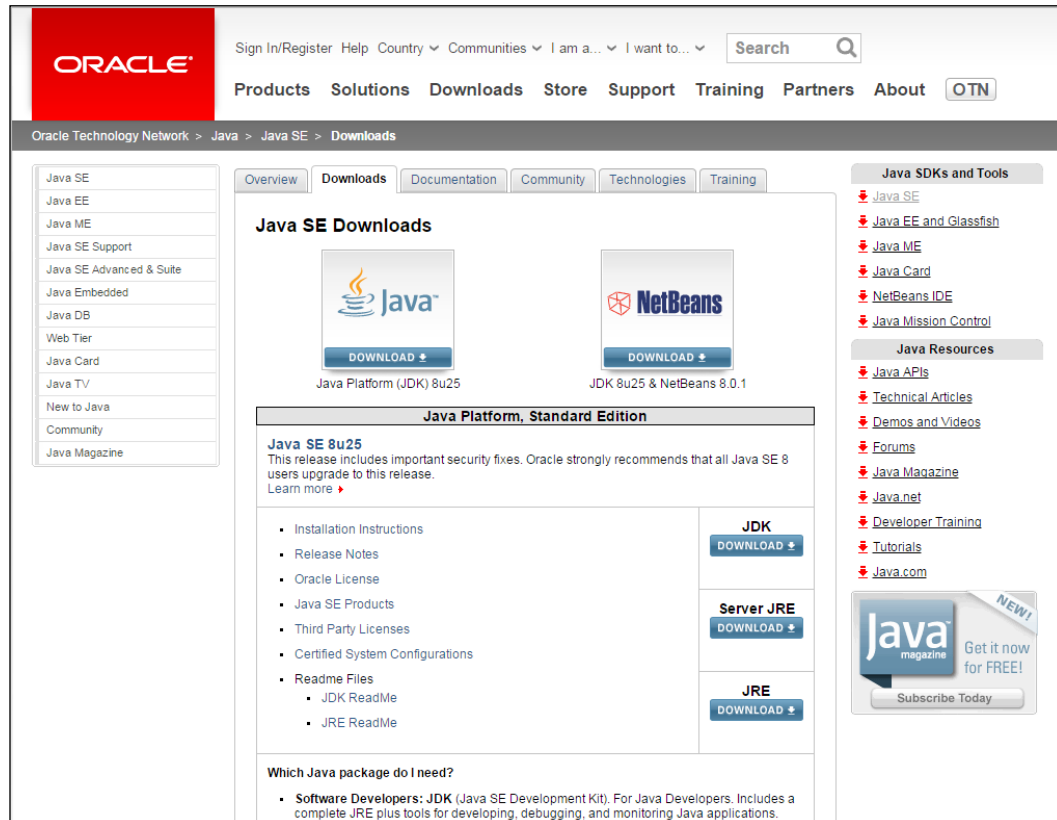 ORACLE
Sign In/Register Help Country Communities I am a... I want to... Search
Products Solutions Downloads Store Support Training Partners About OTN
Oracle Technology Network > Java > Java SE > Downloads
Java SE
Java EE
Java ME
Java SE Support
Java SE Advanced & Suite
Java Embedded
Java DB
Web Tier
Java Card
Java TV
New to Java
Community
Java Magazine
Overview Downloads Documentation Community Technologies Training
Java SE Downloads
Java™
DOWNLOAD
Java Platform (JDK) 8u25
NetBeans
DOWNLOAD
JDK 8u25 & NetBeans 8.0.1
Java Platform, Standard Edition
Java SE 8u25
This release includes important security fixes. Oracle strongly recommends that all Java SE 8
users upgrade to this release.
Learn more
Installation Instructions
Release Notes
Oracle License
Java SE Products
Third Party Licenses
Certified System Configurations
Readme Files
JDK ReadMe
JRE ReadMe
JDK
DOWNLOAD
Server JRE
DOWNLOAD
JRE
DOWNLOAD
Which Java package do I need?
Software Developers: JDK (Java SE Development Kit). For Java Developers. Includes a
complete JRE plus tools for developing, debugging, and monitoring Java applications.
Java SDKs and Tools
Java SE
Java EE and Glassfish
Java ME
Java Card
NetBeans IDE
Java Mission Control
Java Resources
Java APIs
Technical Articles
Demos and Videos
Forums
Java Magazine
Java.net
Developer Training
Tutorials
Java.com
NEW!
Java™
magazine
Get it now
for FREE!
Subscribe Today